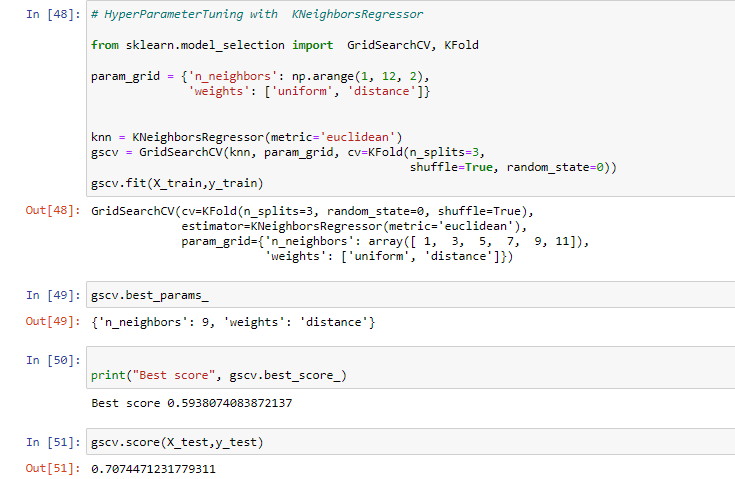 In [48]: # HyperParameterTuning with  KNeighborsRegressor
from sklearn.model_selection import  GridSearchCV, KFold
param_grid = {'n_neighbors': np.arange(1, 12, 2),
'weights': ['uniform', 'distance']}
knn = KNeighborsRegressor(metric='euclidean')
gscv = GridSearchCV(knn, param_grid, cv=KFold(n_splits=3,
shuffle=True, random_state=0))
gscv.fit(X_train,y_train)
Out[48]: GridSearchCV(cv=KFold(n_splits=3, random_state=0, shuffle=True),
estimator=KNeighborsRegressor(metric='euclidean'),
param_grid={'n_neighbors': array([ 1,  3,  5,  7,  9, 11]),
'weights': ['uniform', 'distance']})
In [49]: gscv.best_params_
Out[49]: {'n_neighbors': 9, 'weights': 'distance'}
In [50]:
print("Best score", gscv.best_score_)
Best score 0.5938074083872137
In [51]: gscv.score(X_test,y_test)
Out[51]: 0.7074471231779311